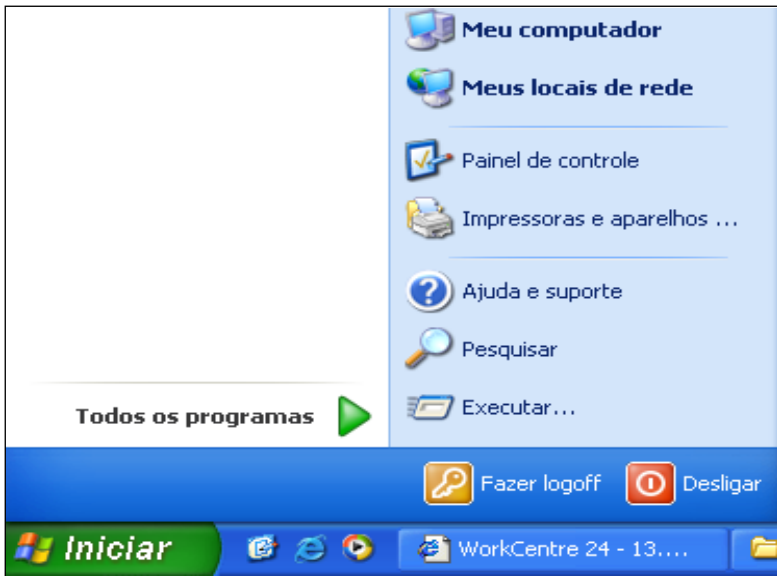 Meu computador
Meus locais de rede
Painel de controle
Impressoras e aparelhos ...
Ajuda e suporte
Pesquisar
Executar...
Todos os programas
Fazer logoff
Desligar
Iniciar
WorkCentre 24 - 13....